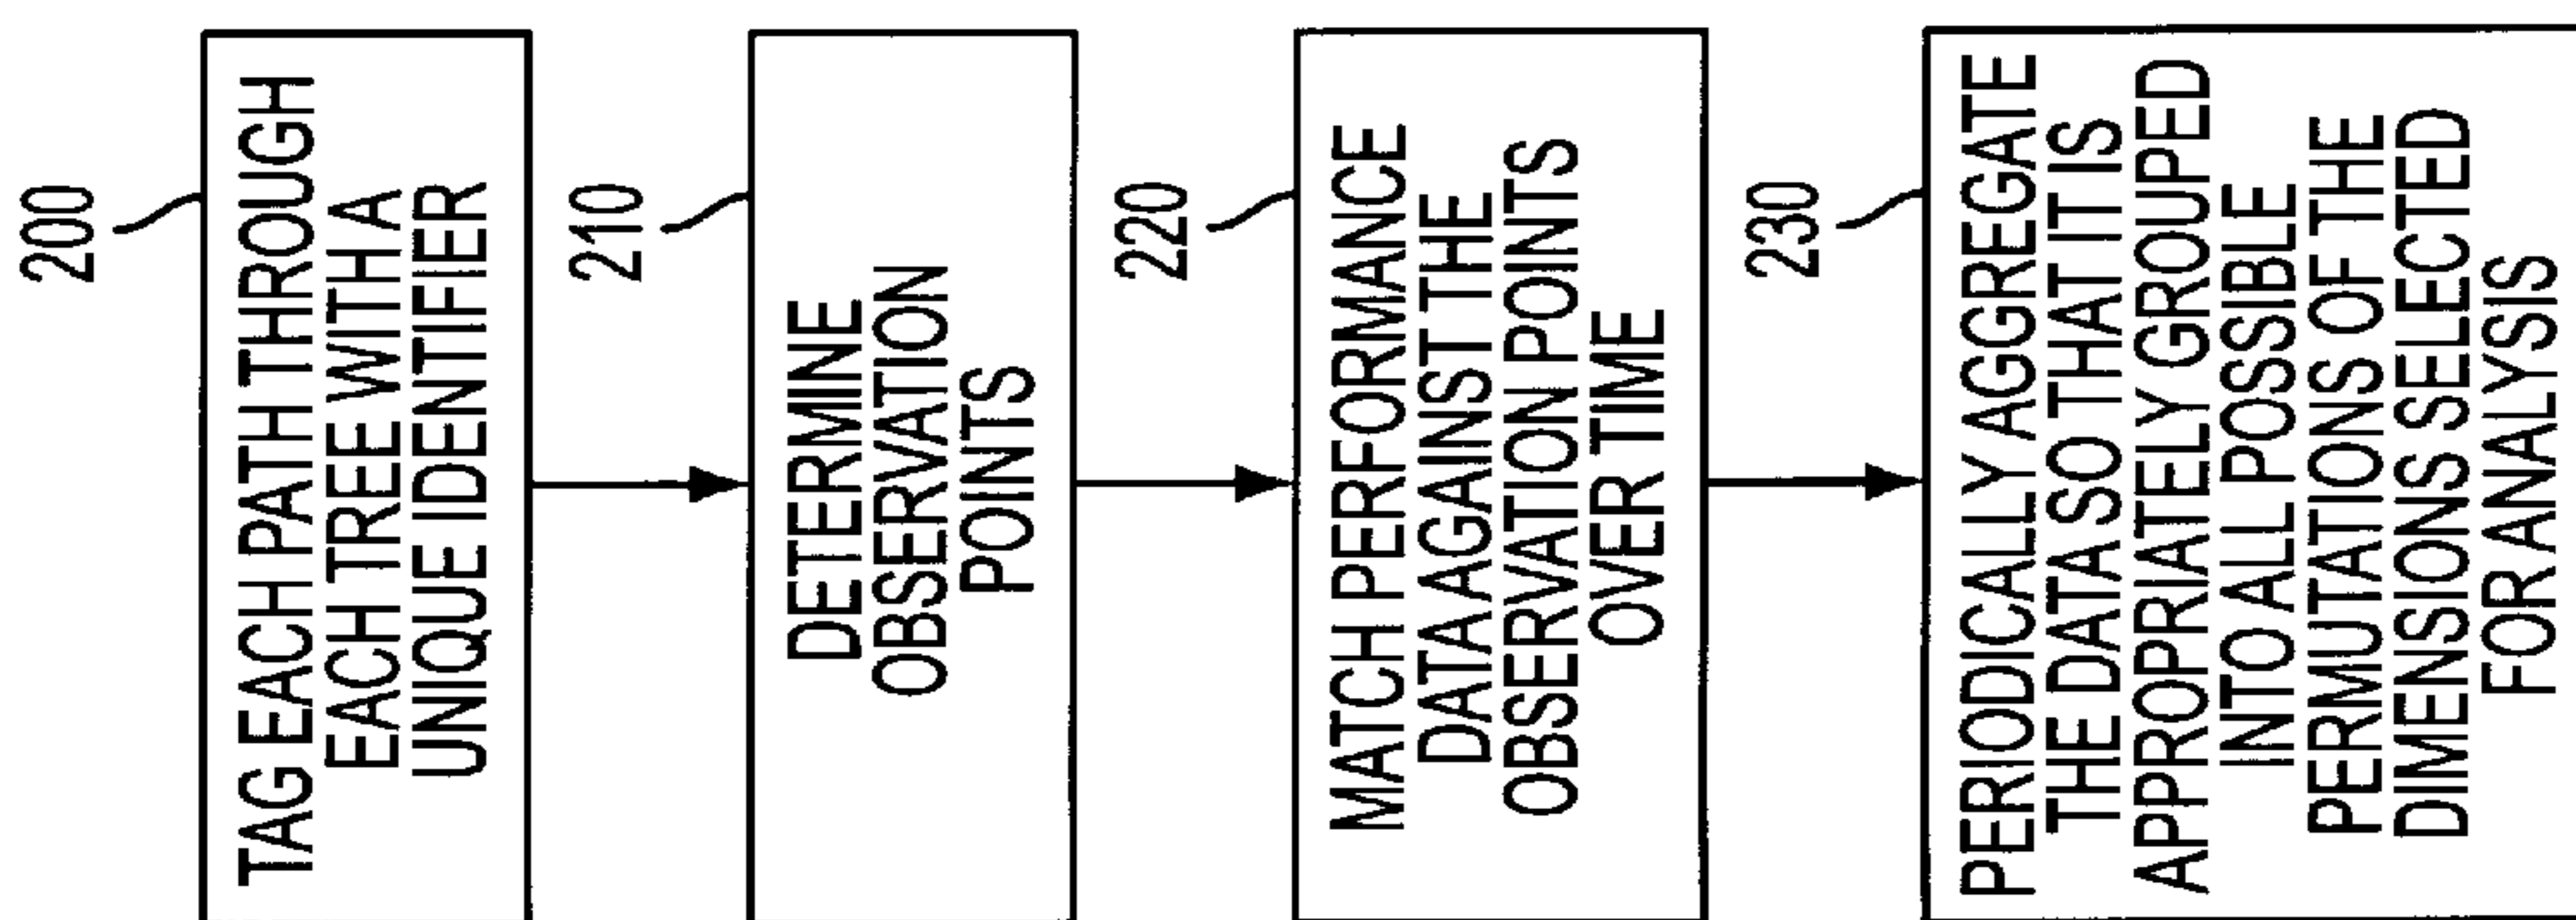 200
TAG EACH PATH THROUGH
EACH TREE WITH A
UNIQUE IDENTIFIER
210
DETERMINE
OBSERVATION
POINTS
220
MATCH PERFORMANCE
DATA AGAINST THE
OBSERVATION POINTS
OVER TIME
230
PERIODICALLY AGGREGATE
THE DATA SO THAT IT IS
APPROPRIATELY GROUPED
INTO ALL POSSIBLE
PERMUTATIONS OF THE
DIMENSIONS SELECTED
FOR ANALYSIS